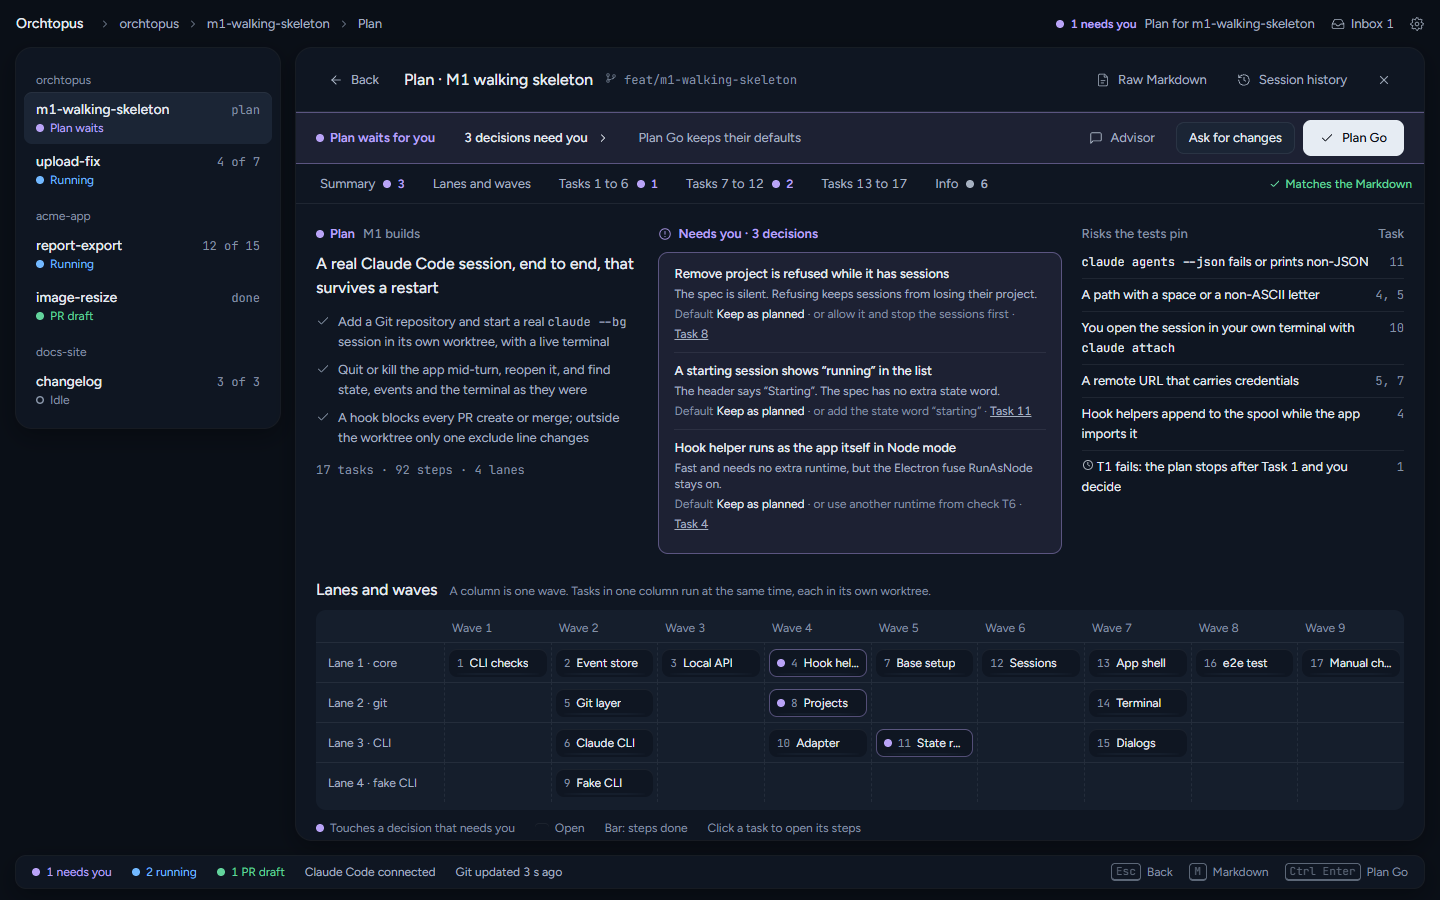 Orchtopus > orchtopus > m1-walking-skeleton > Plan
1 needs you Plan for m1-walking-skeleton Inbox 1
orchtopus
m1-walking-skeleton plan
Plan waits
upload-fix 4 of 7
Running
acme-app
report-export 12 of 15
Running
image-resize done
PR draft
docs-site
changelog 3 of 3
Idle
Back Plan · M1 walking skeleton feat/m1-walking-skeleton Raw Markdown Session history
Plan waits for you 3 decisions need you > Plan Go keeps their defaults Advisor Ask for changes Plan Go
Summary 3 Lanes and waves Tasks 1 to 6 1 Tasks 7 to 12 2 Tasks 13 to 17 Info 6 Matches the Markdown
Plan M1 builds
A real Claude Code session, end to end, that
survives a restart
Add a Git repository and start a real claude --bg
session in its own worktree, with a live terminal
Quit or kill the app mid-turn, reopen it, and find
state, events and the terminal as they were
A hook blocks every PR create or merge; outside
the worktree only one exclude line changes
17 tasks · 92 steps · 4 lanes
Needs you · 3 decisions
Remove project is refused while it has sessions
The spec is silent. Refusing keeps sessions from losing their project.
Default Keep as planned · or allow it and stop the sessions first ·
Task 8
A starting session shows “running” in the list
The header says “Starting”. The spec has no extra state word.
Default Keep as planned · or add the state word “starting” · Task 11
Hook helper runs as the app itself in Node mode
Fast and needs no extra runtime, but the Electron fuse RunAsNode
stays on.
Default Keep as planned · or use another runtime from check T6 ·
Task 4
Risks the tests pin Task
claude agents --json fails or prints non-JSON 11
A path with a space or a non-ASCII letter 4, 5
You open the session in your own terminal with 10
claude attach
A remote URL that carries credentials 5, 7
Hook helpers append to the spool while the app 4
imports it
T1 fails: the plan stops after Task 1 and you 1
decide
Lanes and waves A column is one wave. Tasks in one column run at the same time, each in its own worktree.
Wave 1 Wave 2 Wave 3 Wave 4 Wave 5 Wave 6 Wave 7 Wave 8 Wave 9
Lane 1 · core 1 CLI checks 2 Event store 3 Local API 4 Hook hel... 7 Base setup 12 Sessions 13 App shell 16 e2e test 17 Manual ch...
Lane 2 · git 5 Git layer 8 Projects 14 Terminal
Lane 3 · CLI 6 Claude CLI 10 Adapter 11 State r... 15 Dialogs
Lane 4 · fake CLI 9 Fake CLI
Touches a decision that needs you Open Bar: steps done Click a task to open its steps
1 needs you 2 running 1 PR draft Claude Code connected Git updated 3 s ago Esc Back M Markdown Ctrl Enter Plan Go